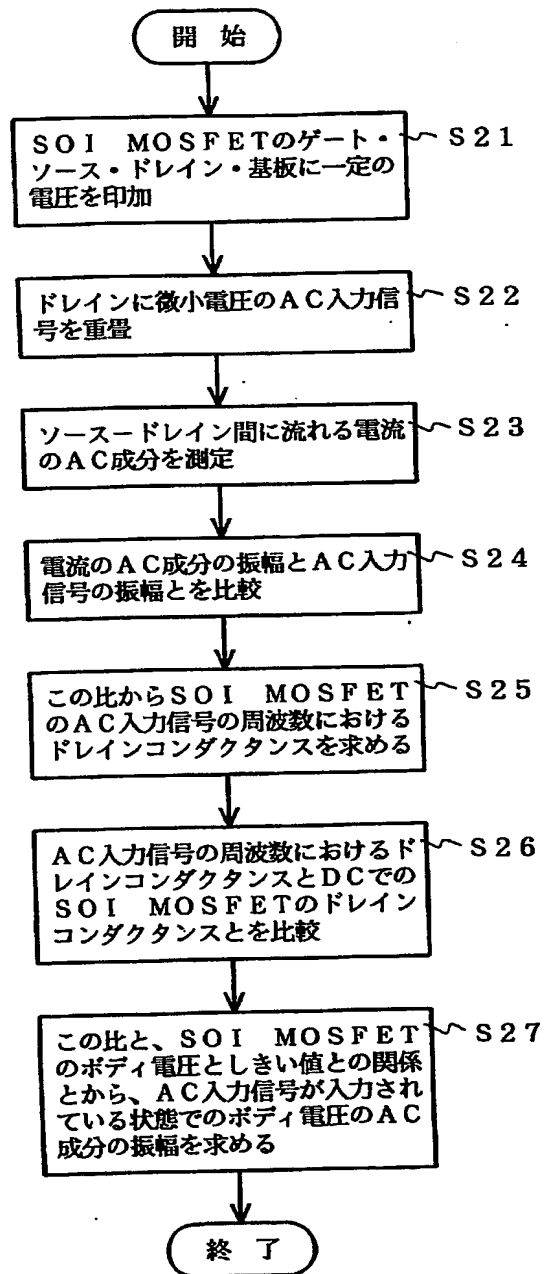 開 始
SOI MOSFETのゲート・
ソース・ドレイン・基板に一定の
電圧を印加
S21
ドレインに微小電圧のAC入力信
号を重畳
S22
ソース−ドレイン間に流れる電流
のAC成分を測定
S23
電流のAC成分の振幅とAC入力
信号の振幅とを比較
S24
この比からSOI MOSFET
のAC入力信号の周波数における
ドレインコンダクタンスを求める
S25
AC入力信号の周波数におけるド
レインコンダクタンスとDCでの
SOI MOSFETのドレイン
コンダクタンスとを比較
S26
この比と、SOI MOSFET
のボディ電圧としきい値との関係
とから、AC入力信号が入力され
ている状態でのボディ電圧のAC
成分の振幅を求める
S27
終 了